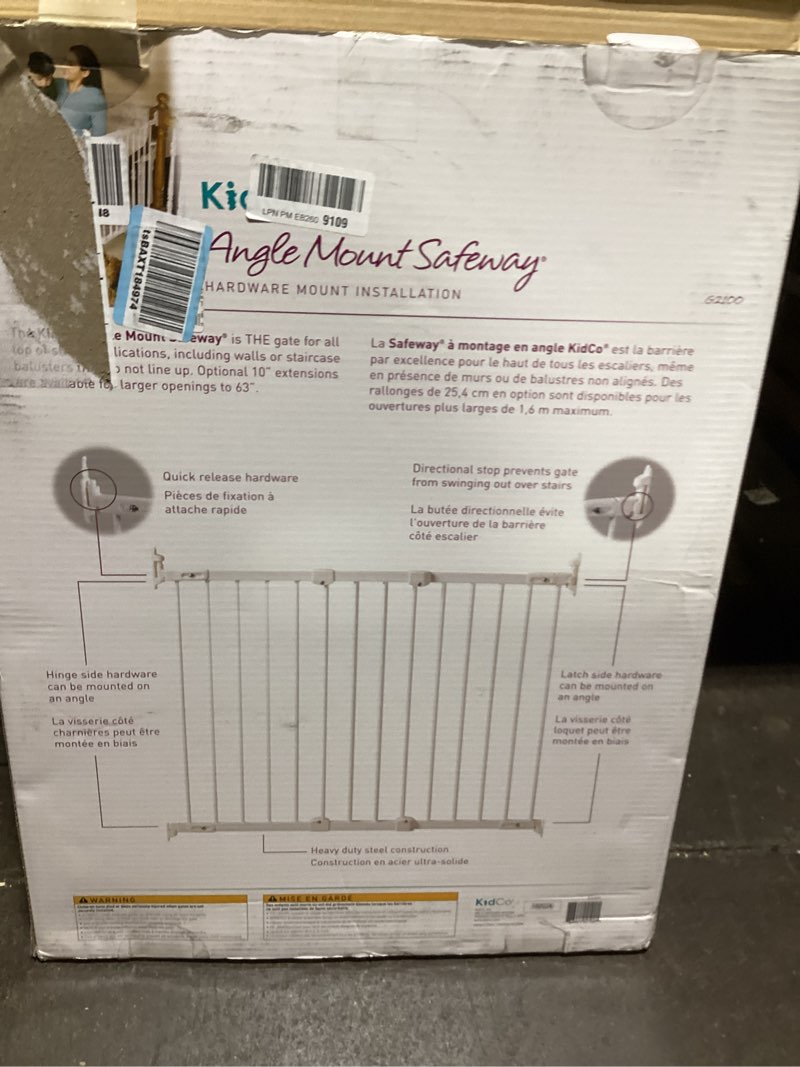 18
tsBAXT184974
Kid
LPN PM EB260 9109
Angle Mount Safeway®
HARDWARE MOUNT INSTALLATION
G2100
e Mount eway® is THE gate for all
lications, including walls or staircase
balusters o not line up. Optional 10" extensions
are available for larger openings to 63".
La Safeway® à montage en angle KidCo® est la barrière
par excellence pour le haut de tous les escaliers, même
en présence de murs ou de balustres non alignés. Des
rallonges de 25,4 cm en option sont disponibles pour les
ouvertures plus larges de 1,6 m maximum.
Quick release hardware
Pièces de fixation à
attache rapide
Directional stop prevents gate
from swinging out over stairs
La butée directionnelle évite
l'ouverture de la barrière
côté escalier
Hinge side hardware
can be mounted on
an angle
La visserie côté
charnières peut être
montée en biais
Latch side hardware
can be mounted on
an angle
La visserie côté
loquet peut être
montée en biais
Heavy duty steel construction
Construction en acier ultra-solide
WARNING
MISE EN GARDE
KidCo